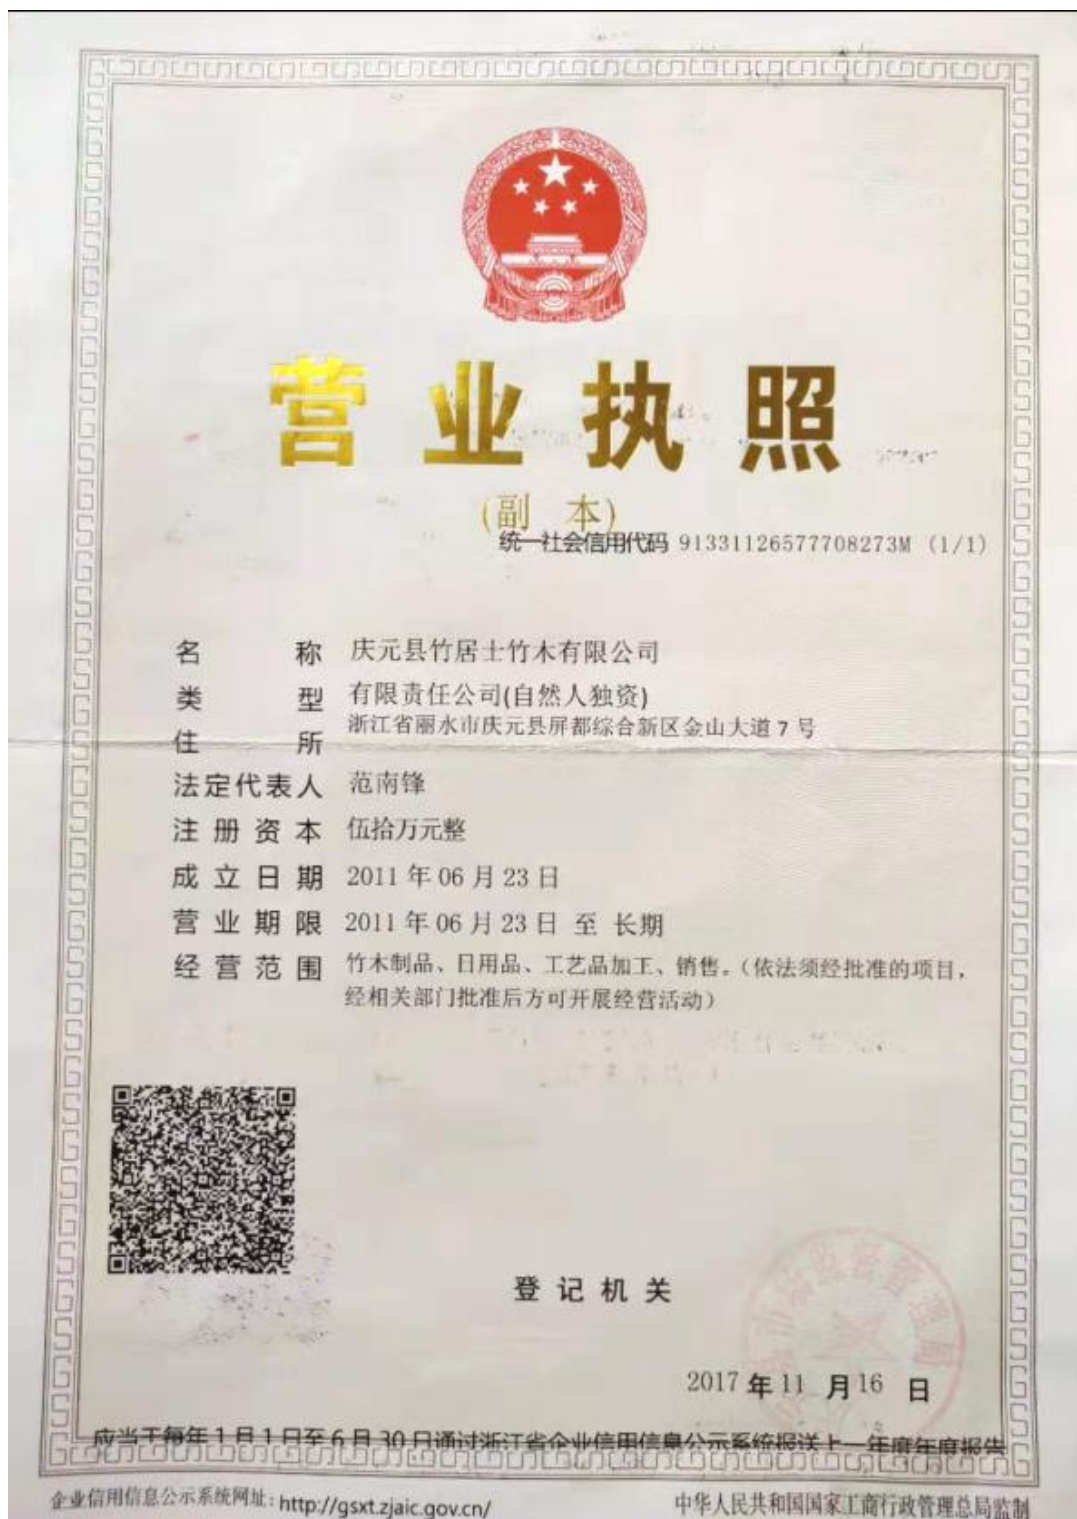 营业执照
(副 本)
统一社会信用代码 91331126577708273M (1/1)
名 称 庆元县竹居士竹木有限公司
类 型 有限责任公司(自然人独资)
住 所 浙江省丽水市庆元县屏都综合新区金山大道7号
法定代表人 范南锋
注册资本 伍拾万元整
成立日期 2011年06月23日
营业期限 2011年06月23日 至 长期
经营范围 竹木制品、日用品、工艺品加工、销售。(依法须经批准的项目,
经相关部门批准后方可开展经营活动)
登记机关
2017年11月16日
应当于每年1月1日至6月30日通过浙江省企业信用信息公示系统报送上一年度年度报告
企业信用信息公示系统网址: http://gsxt.zjaic.gov.cn/
中华人民共和国国家工商行政管理总局监制